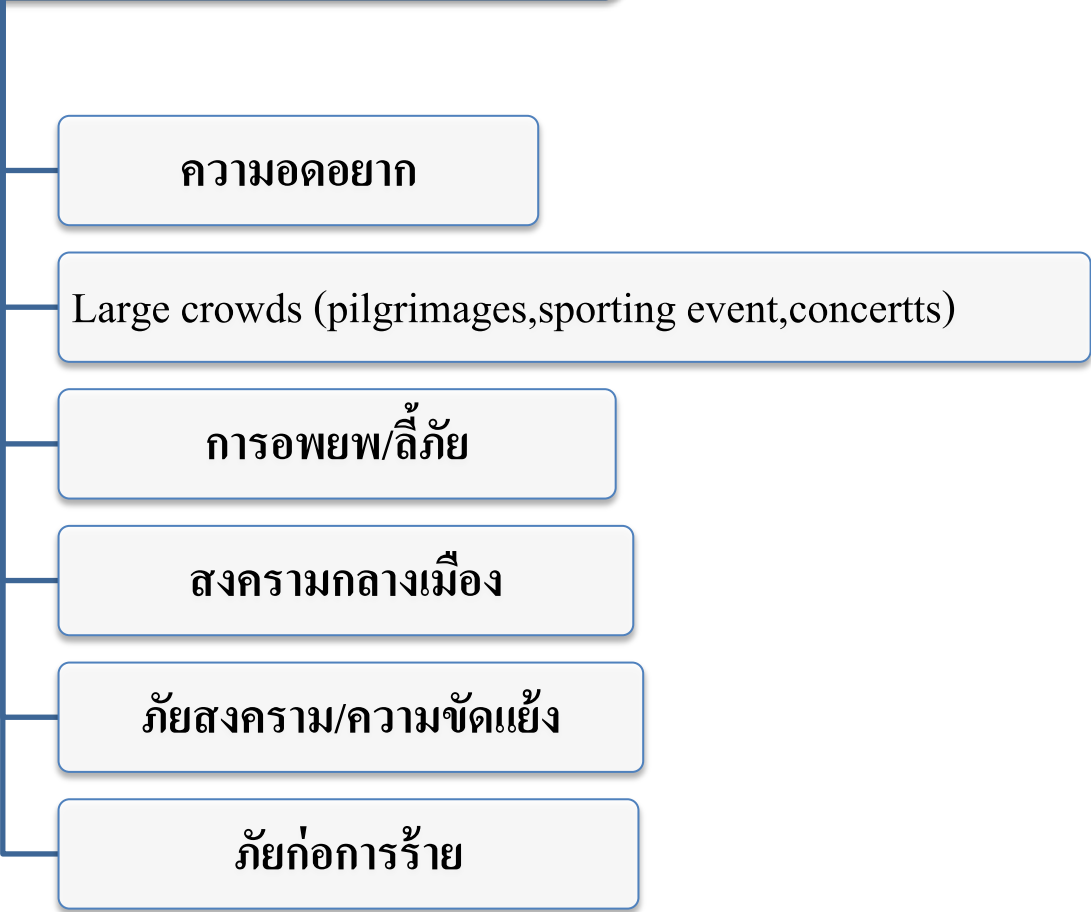 ความอดอยาก
Large crowds (pilgrimages,sporting event,concertts)
การอพยพ/ลี้ภัย
สงครามกลางเมือง
ภัยสงคราม/ความขัดแย้ง
ภัยก่อการร้าย